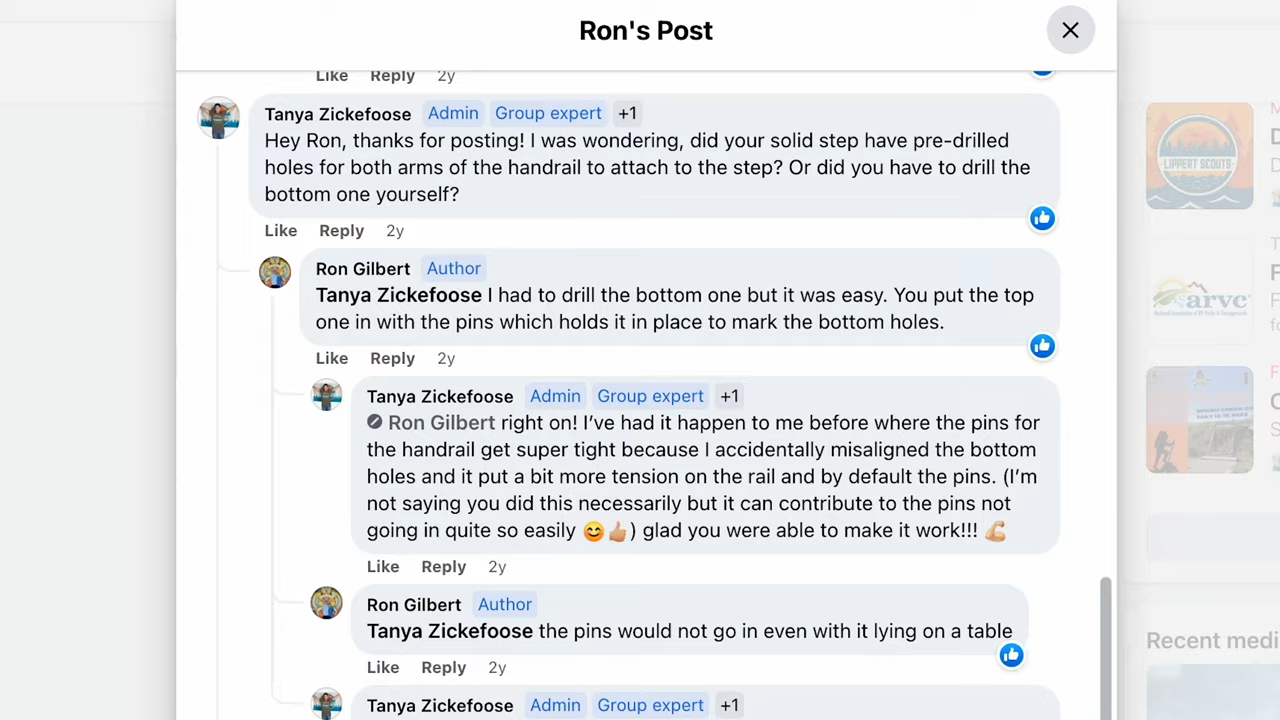 Ron's Post
Like Reply 2y
Tanya Zickefoose Admin Group expert +1
Hey Ron, thanks for posting! I was wondering, did your solid step have pre-drilled
holes for both arms of the handrail to attach to the step? Or did you have to drill the
bottom one yourself?
Like Reply 2y
Ron Gilbert Author
Tanya Zickefoose I had to drill the bottom one but it was easy. You put the top
one in with the pins which holds it in place to mark the bottom holes.
Like Reply 2y
Tanya Zickefoose Admin Group expert +1
Ron Gilbert right on! I’ve had it happen to me before where the pins for
the handrail get super tight because I accidentally misaligned the bottom
holes and it put a bit more tension on the rail and by default the pins. (I’m
not saying you did this necessarily but it can contribute to the pins not
going in quite so easily 😊👍🏼) glad you were able to make it work!!! 💪🏼
Like Reply 2y
Ron Gilbert Author
Tanya Zickefoose the pins would not go in even with it lying on a table
Like Reply 2y
Tanya Zickefoose Admin Group expert +1
LIPPERT SCOUTS
arvc
Recent medi